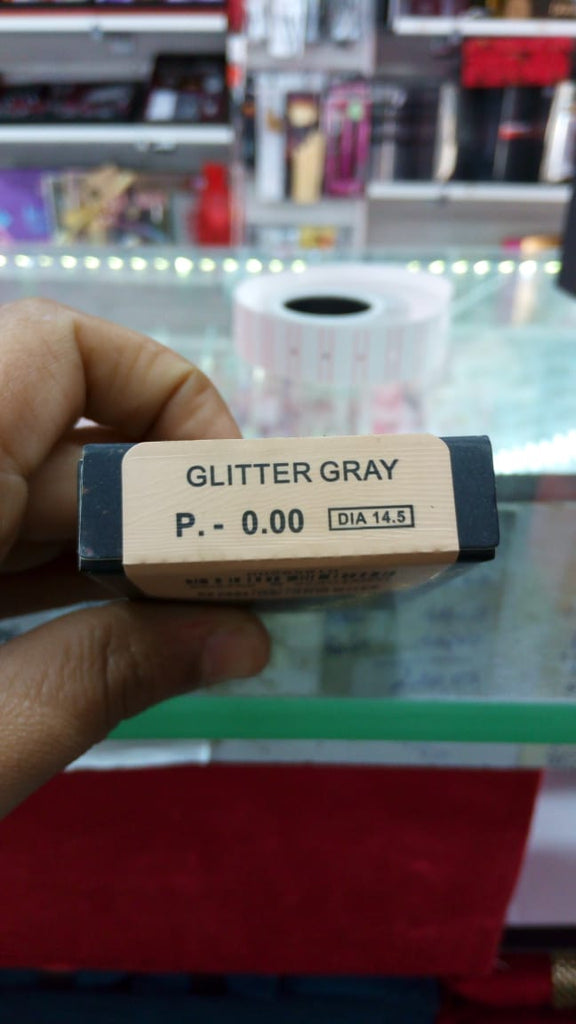 GLITTER GRAY
P. - 0.00 DIA 14.5